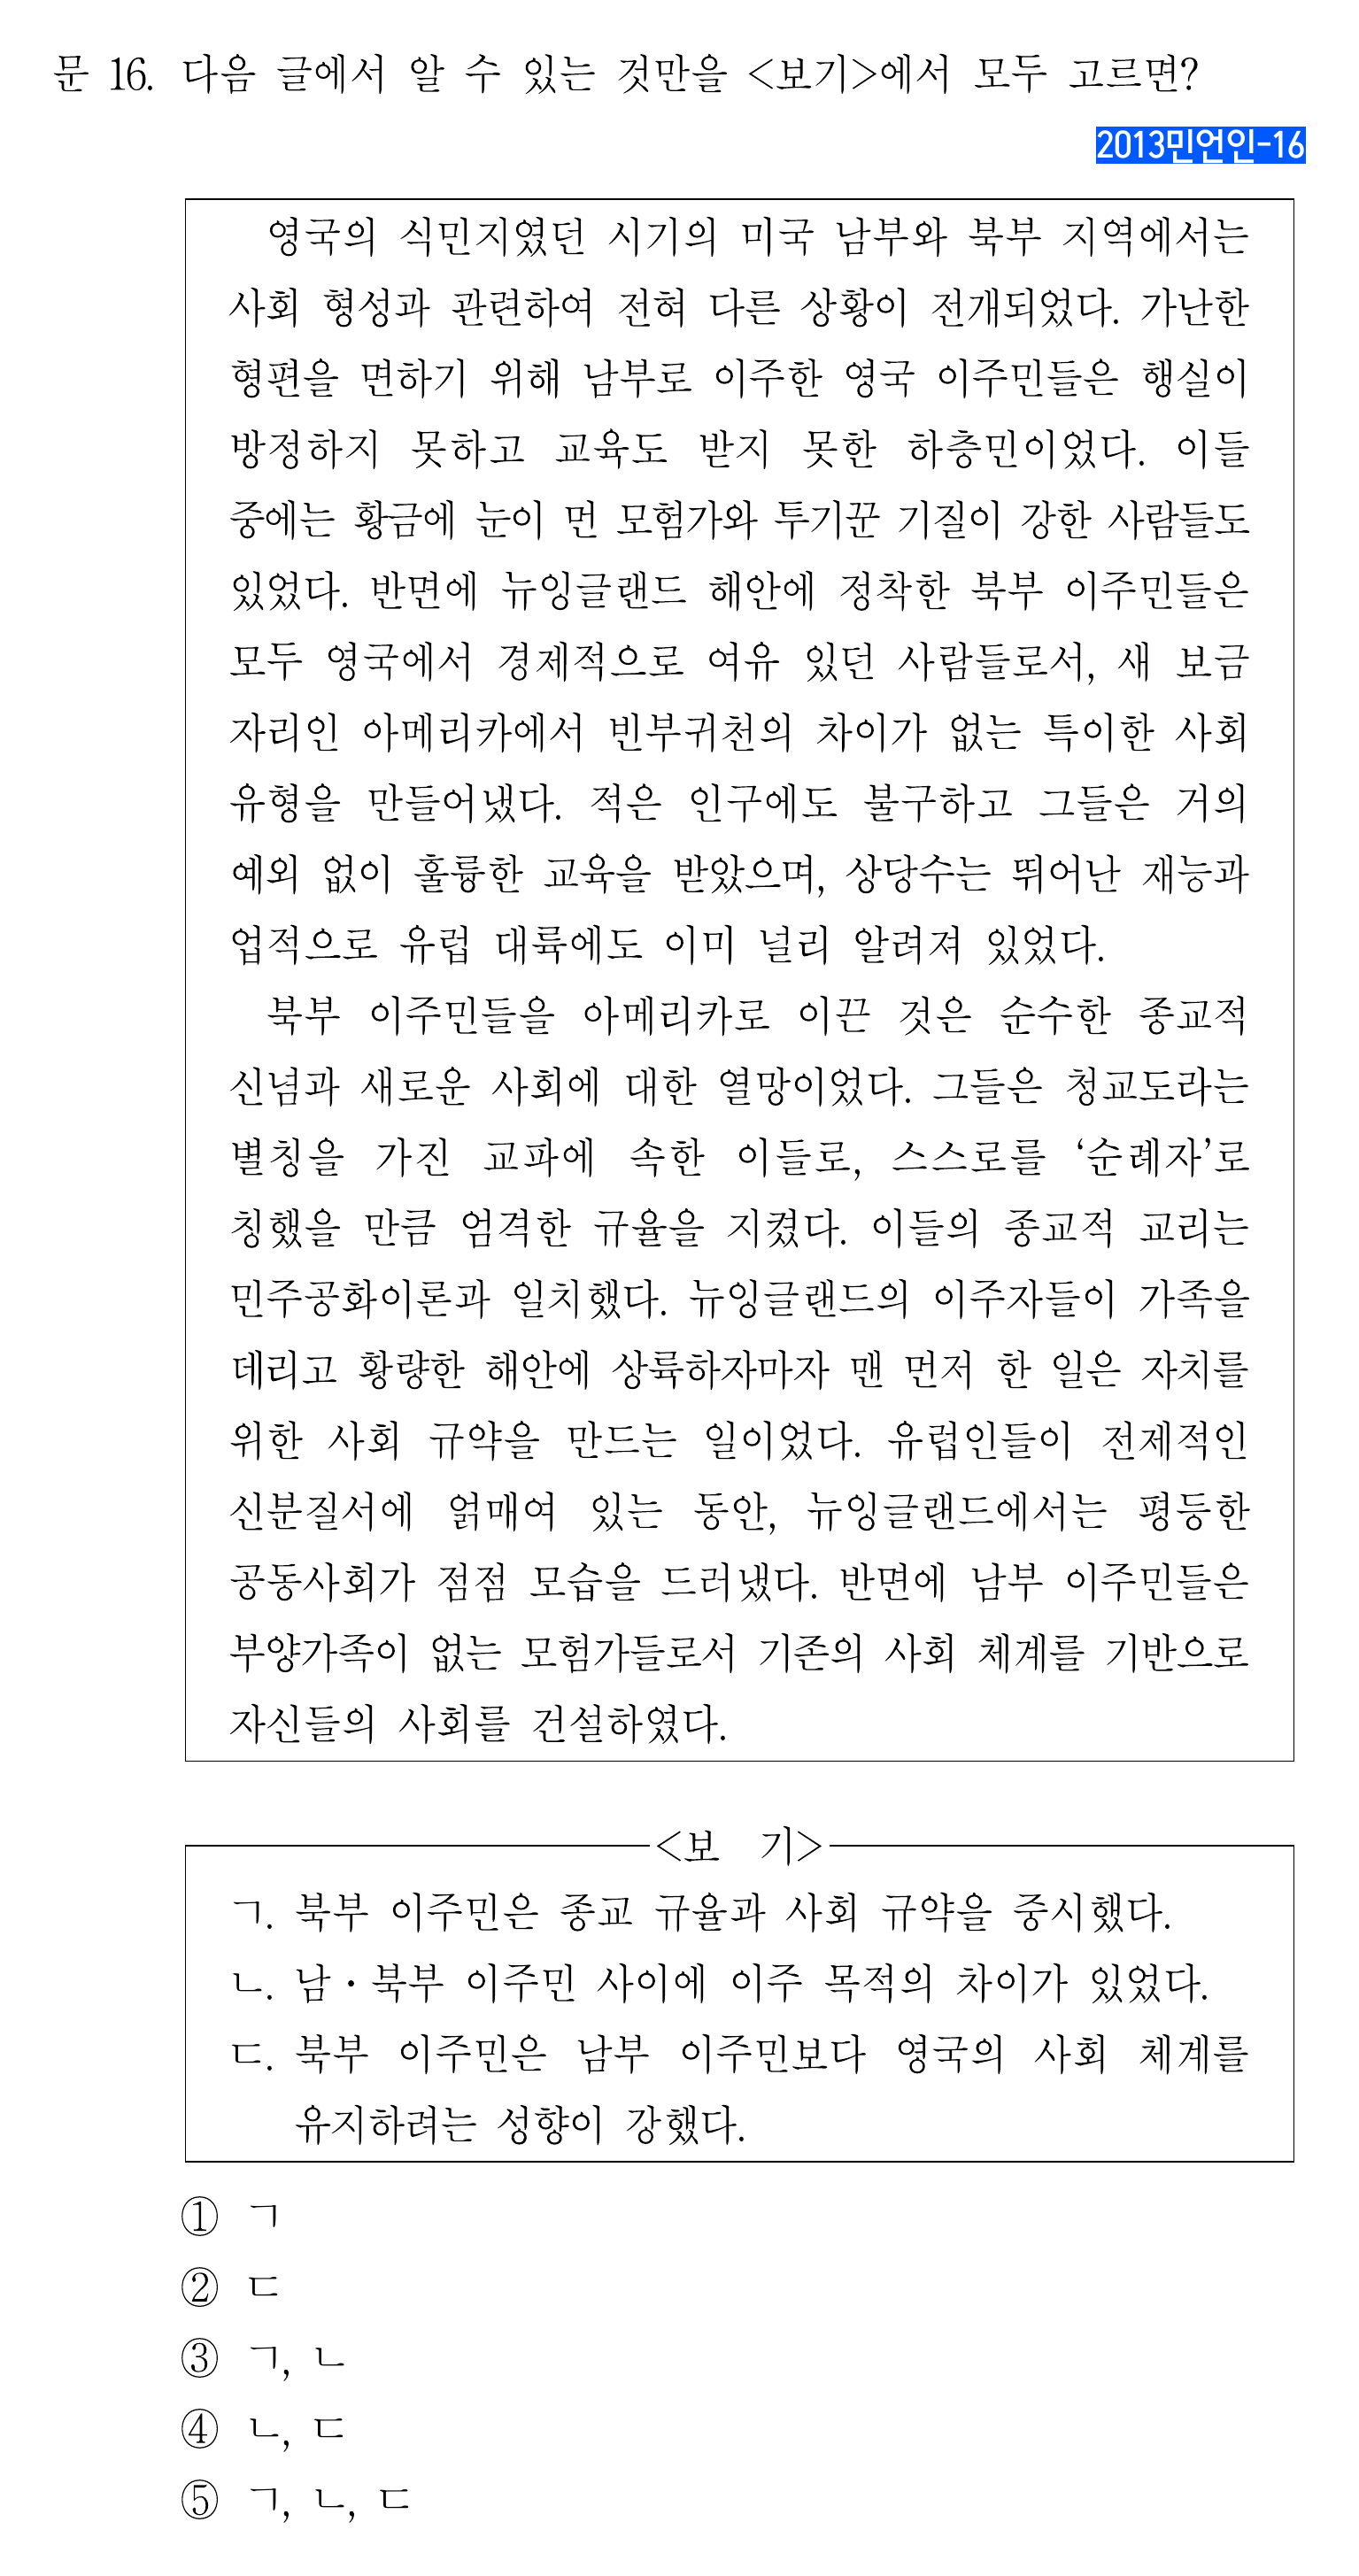 문 16. 다음 글에서 알 수 있는 것만을 <보기>에서 모두 고르면?
2013민언인-16
영국의 식민지였던 시기의 미국 남부와 북부 지역에서는
사회 형성과 관련하여 전혀 다른 상황이 전개되었다. 가난한
형편을 면하기 위해 남부로 이주한 영국 이주민들은 행실이
방정하지 못하고 교육도 받지 못한 하층민이었다. 이들
중에는 황금에 눈이 먼 모험가와 투기꾼 기질이 강한 사람들도
있었다. 반면에 뉴잉글랜드 해안에 정착한 북부 이주민들은
모두 영국에서 경제적으로 여유 있던 사람들로서, 새 보금
자리인 아메리카에서 빈부귀천의 차이가 없는 특이한 사회
유형을 만들어냈다. 적은 인구에도 불구하고 그들은 거의
예외 없이 훌륭한 교육을 받았으며, 상당수는 뛰어난 재능과
업적으로 유럽 대륙에도 이미 널리 알려져 있었다.
북부 이주민들을 아메리카로 이끈 것은 순수한 종교적
신념과 새로운 사회에 대한 열망이었다. 그들은 청교도라는
별칭을 가진 교파에 속한 이들로, 스스로를 ‘순례자’로
칭했을 만큼 엄격한 규율을 지켰다. 이들의 종교적 교리는
민주공화이론과 일치했다. 뉴잉글랜드의 이주자들이 가족을
데리고 황량한 해안에 상륙하자마자 맨 먼저 한 일은 자치를
위한 사회 규약을 만드는 일이었다. 유럽인들이 전제적인
신분질서에 얽매여 있는 동안, 뉴잉글랜드에서는 평등한
공동사회가 점점 모습을 드러냈다. 반면에 남부 이주민들은
부양가족이 없는 모험가들로서 기존의 사회 체계를 기반으로
자신들의 사회를 건설하였다.
<보 기>
ㄱ. 북부 이주민은 종교 규율과 사회 규약을 중시했다.
ㄴ. 남·북부 이주민 사이에 이주 목적의 차이가 있었다.
ㄷ. 북부 이주민은 남부 이주민보다 영국의 사회 체계를
유지하려는 성향이 강했다.
① ㄱ
② ㄷ
③ ㄱ, ㄴ
④ ㄴ, ㄷ
⑤ ㄱ, ㄴ, ㄷ